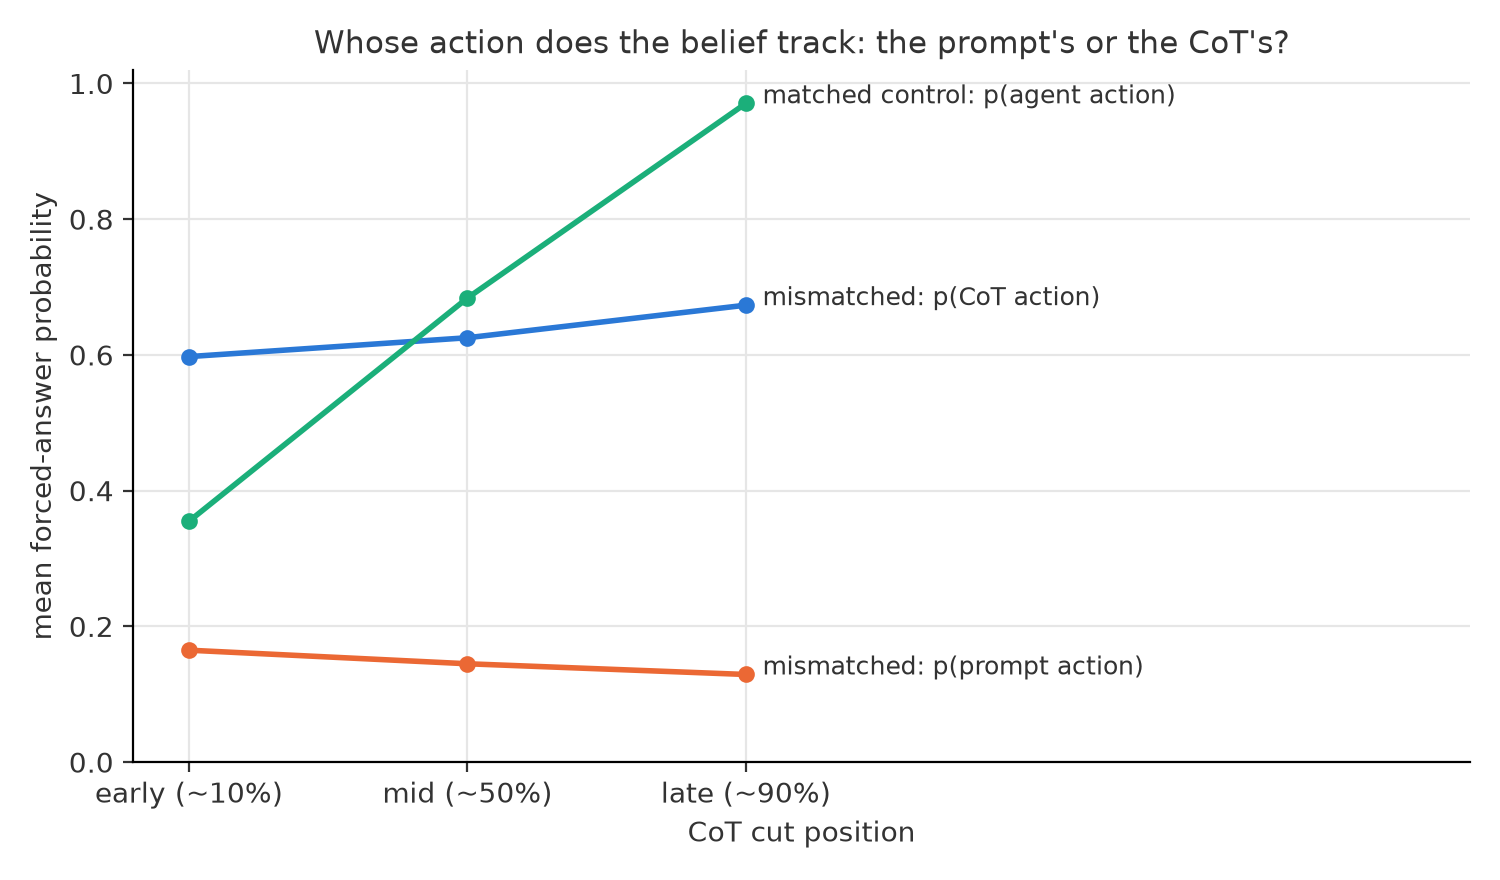 Whose action does the belief track: the prompt's or the CoT's?
mean forced-answer probability
1.0
0.8
0.6
0.4
0.2
0.0
matched control: p(agent action)
mismatched: p(CoT action)
mismatched: p(prompt action)
early (~10%)
mid (~50%)
late (~90%)
CoT cut position